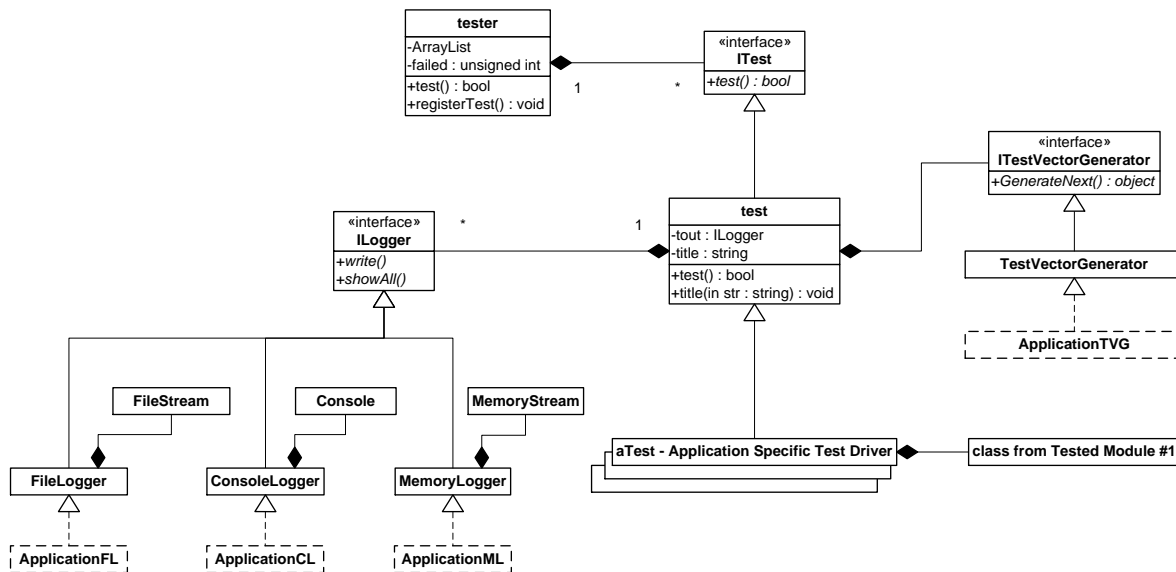 tester
-ArrayList
-failed : unsigned int
+test() : bool
+registerTest() : void
1
*
«interface»
ITest
+test() : bool
«interface»
ITestVectorGenerator
+GenerateNext() : object
TestVectorGenerator
ApplicationTVG
«interface»
ILogger
+write()
+showAll()
*
1
test
-tout : ILogger
-title : string
+test() : bool
+title(in str : string) : void
FileStream
Console
MemoryStream
FileLogger
ConsoleLogger
MemoryLogger
ApplicationFL
ApplicationCL
ApplicationML
aTest - Application Specific Test Driver
class from Tested Module #1